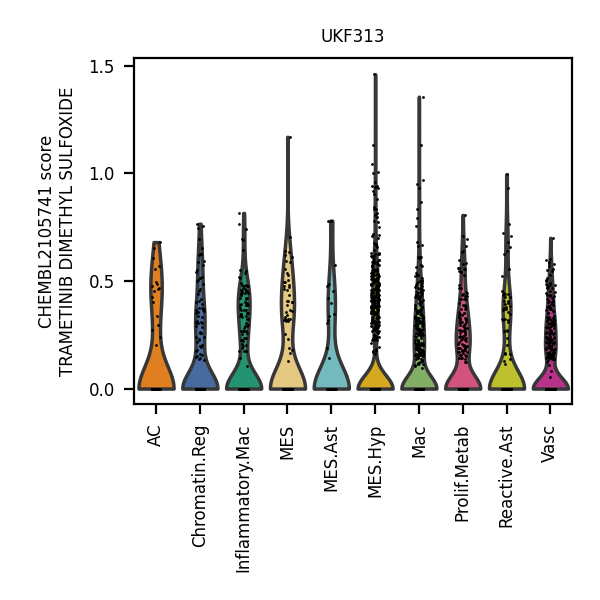 UKF313
CHEMBL2105741 score
TRAMETINIB DIMETHYL SULFOXIDE
1.5
1.0
0.5
0.0
AC
Chromatin.Reg
Inflammatory.Mac
MES
MES.Ast
MES.Hyp
Mac
Prolif.Metab
Reactive.Ast
Vasc